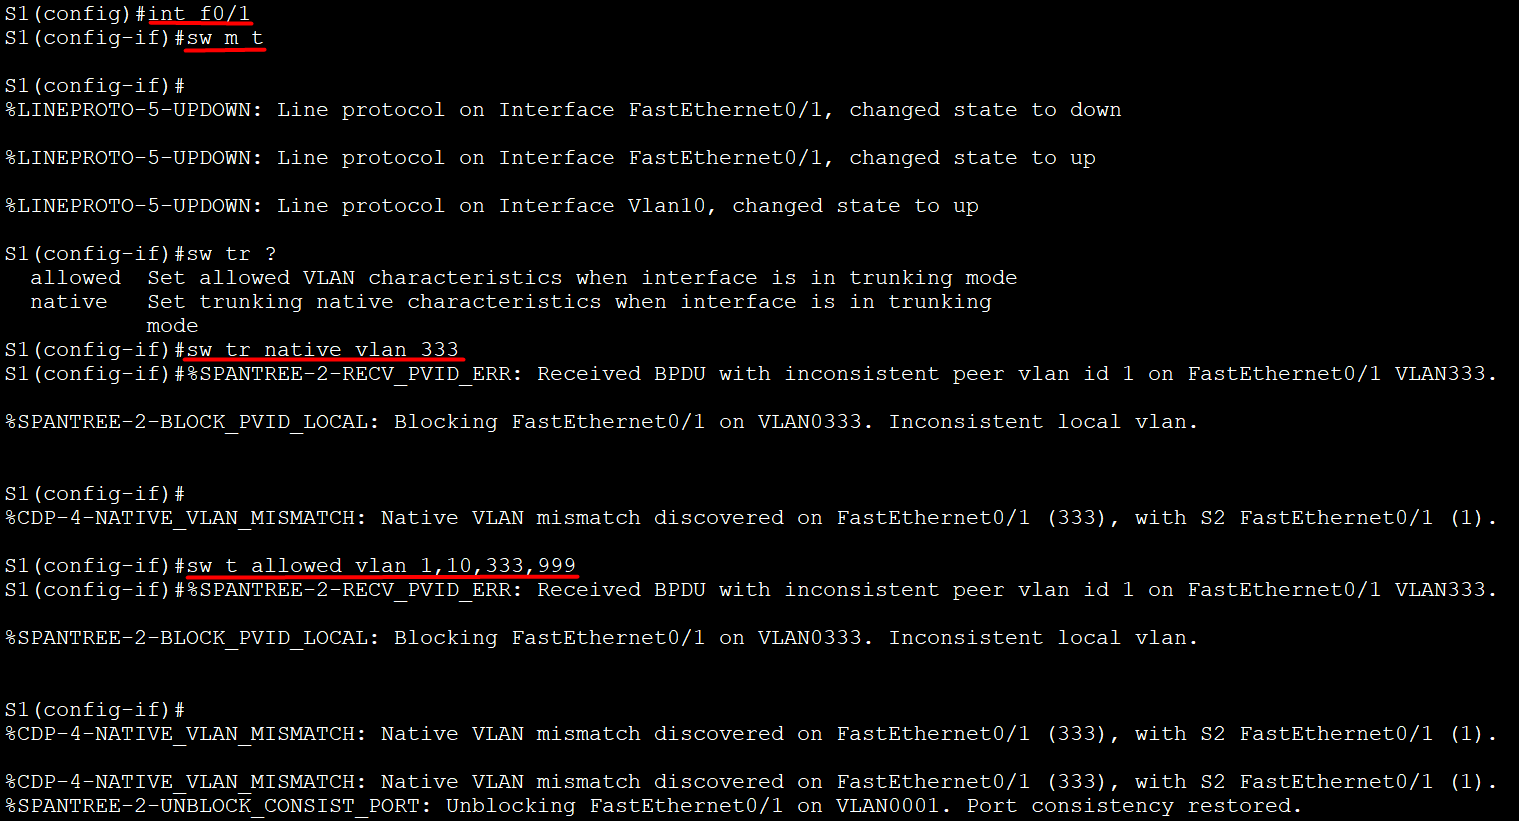 S1(config)#int f0/1
S1(config-if)#sw m t
S1(config-if)#
%LINEPROTO-5-UPDOWN: Line protocol on Interface FastEthernet0/1, changed state to down
%LINEPROTO-5-UPDOWN: Line protocol on Interface FastEthernet0/1, changed state to up
%LINEPROTO-5-UPDOWN: Line protocol on Interface Vlan10, changed state to up
S1(config-if)#sw tr ?
  allowed  Set allowed VLAN characteristics when interface is in trunking mode
  native   Set trunking native characteristics when interface is in trunking
           mode
S1(config-if)#sw tr native vlan 333
S1(config-if)#%SPANTREE-2-RECV_PVID_ERR: Received BPDU with inconsistent peer vlan id 1 on FastEthernet0/1 VLAN333.
%SPANTREE-2-BLOCK_PVID_LOCAL: Blocking FastEthernet0/1 on VLAN0333. Inconsistent local vlan.
S1(config-if)#
%CDP-4-NATIVE_VLAN_MISMATCH: Native VLAN mismatch discovered on FastEthernet0/1 (333), with S2 FastEthernet0/1 (1).
S1(config-if)#sw t allowed vlan 1,10,333,999
S1(config-if)#%SPANTREE-2-RECV_PVID_ERR: Received BPDU with inconsistent peer vlan id 1 on FastEthernet0/1 VLAN333.
%SPANTREE-2-BLOCK_PVID_LOCAL: Blocking FastEthernet0/1 on VLAN0333. Inconsistent local vlan.
S1(config-if)#
%CDP-4-NATIVE_VLAN_MISMATCH: Native VLAN mismatch discovered on FastEthernet0/1 (333), with S2 FastEthernet0/1 (1).
%CDP-4-NATIVE_VLAN_MISMATCH: Native VLAN mismatch discovered on FastEthernet0/1 (333), with S2 FastEthernet0/1 (1).
%SPANTREE-2-UNBLOCK_CONSIST_PORT: Unblocking FastEthernet0/1 on VLAN0001. Port consistency restored.